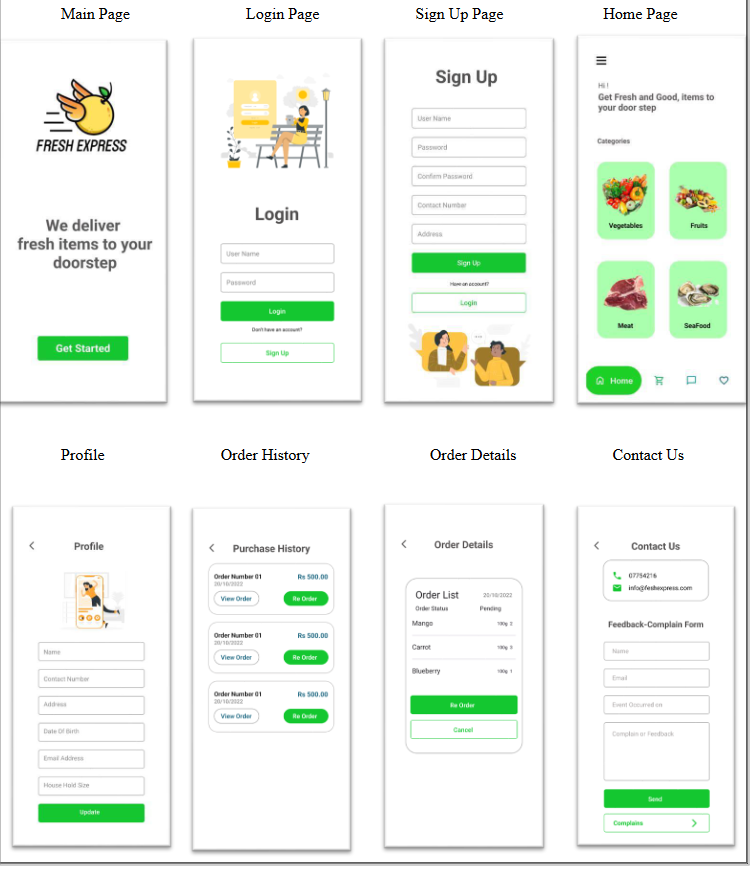 Main Page
Login Page
Sign Up Page
Home Page
FRESH EXPRESS
We deliver
fresh items to your
doorstep
Get Started
Login
User Name
Password
Login
Don't have an account?
Sign Up
Sign Up
User Name
Password
Confirm Password
Contact Number
Address
Sign Up
Have an account?
Login
Hi !
Get Fresh and Good, items to
your door step
Categories
Vegetables
Fruits
Meat
SeaFood
Home
Profile
Order History
Order Details
Contact Us
Profile
Name
Contact Number
Address
Date Of Birth
Email Address
House Hold Size
Update
Purchase History
Order Number 01
Rs 500.00
20/10/2022
View Order
Re Order
Order Number 01
Rs 500.00
20/10/2022
View Order
Re Order
Order Number 01
Rs 500.00
20/10/2022
View Order
Re Order
Order Details
Order List
20/10/2022
Order Status
Pending
Mango
100g 2
Carrot
100g 3
Blueberry
100g 1
Re Order
Cancel
Contact Us
07754216
info@feshexpress.com
Feedback-Complain Form
Name
Email
Event Occurred on
Complain or Feedback
Send
Complains